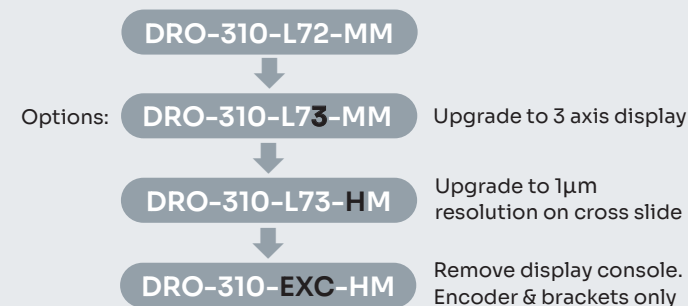 DRO-310-L72-MM
Options:
DRO-310-L73-MM
Upgrade to 3 axis display
DRO-310-L73-HM
Upgrade to 1µm
resolution on cross slide
DRO-310-EXC-HM
Remove display console.
Encoder & brackets only